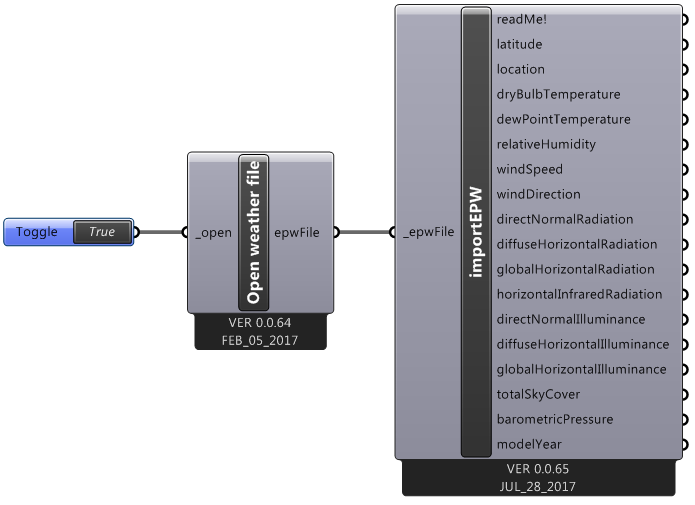 Toggle True
_open
Open weather file
epwFile
VER 0.0.64
FEB_05_2017
_epwFile
importEPW
readMe!
latitude
location
dryBulbTemperature
dewPointTemperature
relativeHumidity
windSpeed
windDirection
directNormalRadiation
diffuseHorizontalRadiation
globalHorizontalRadiation
horizontalInfraredRadiation
directNormalIlluminance
diffuseHorizontalIlluminance
globalHorizontalIlluminance
totalSkyCover
barometricPressure
modelYear
VER 0.0.65
JUL_28_2017